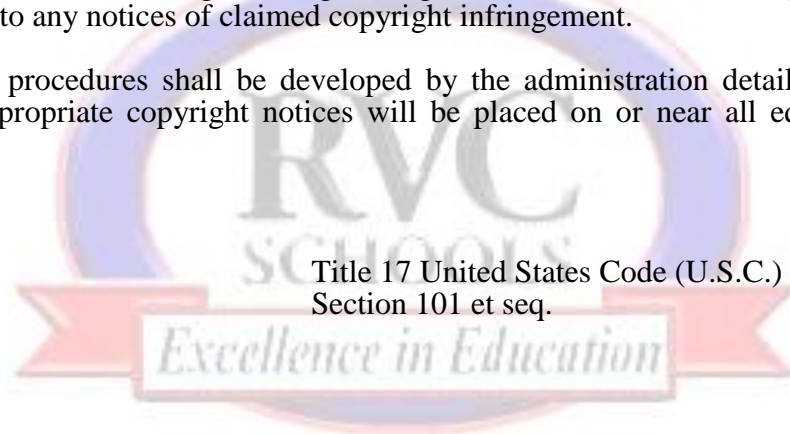 to any notices of claimed copyright infringement.
procedures shall be developed by the administration detail
propriate copyright notices will be placed on or near all
RVC
SCHOOLS
Title 17 United States Code (U.S.C.)
Section 101 et seq.
Excellence in Education